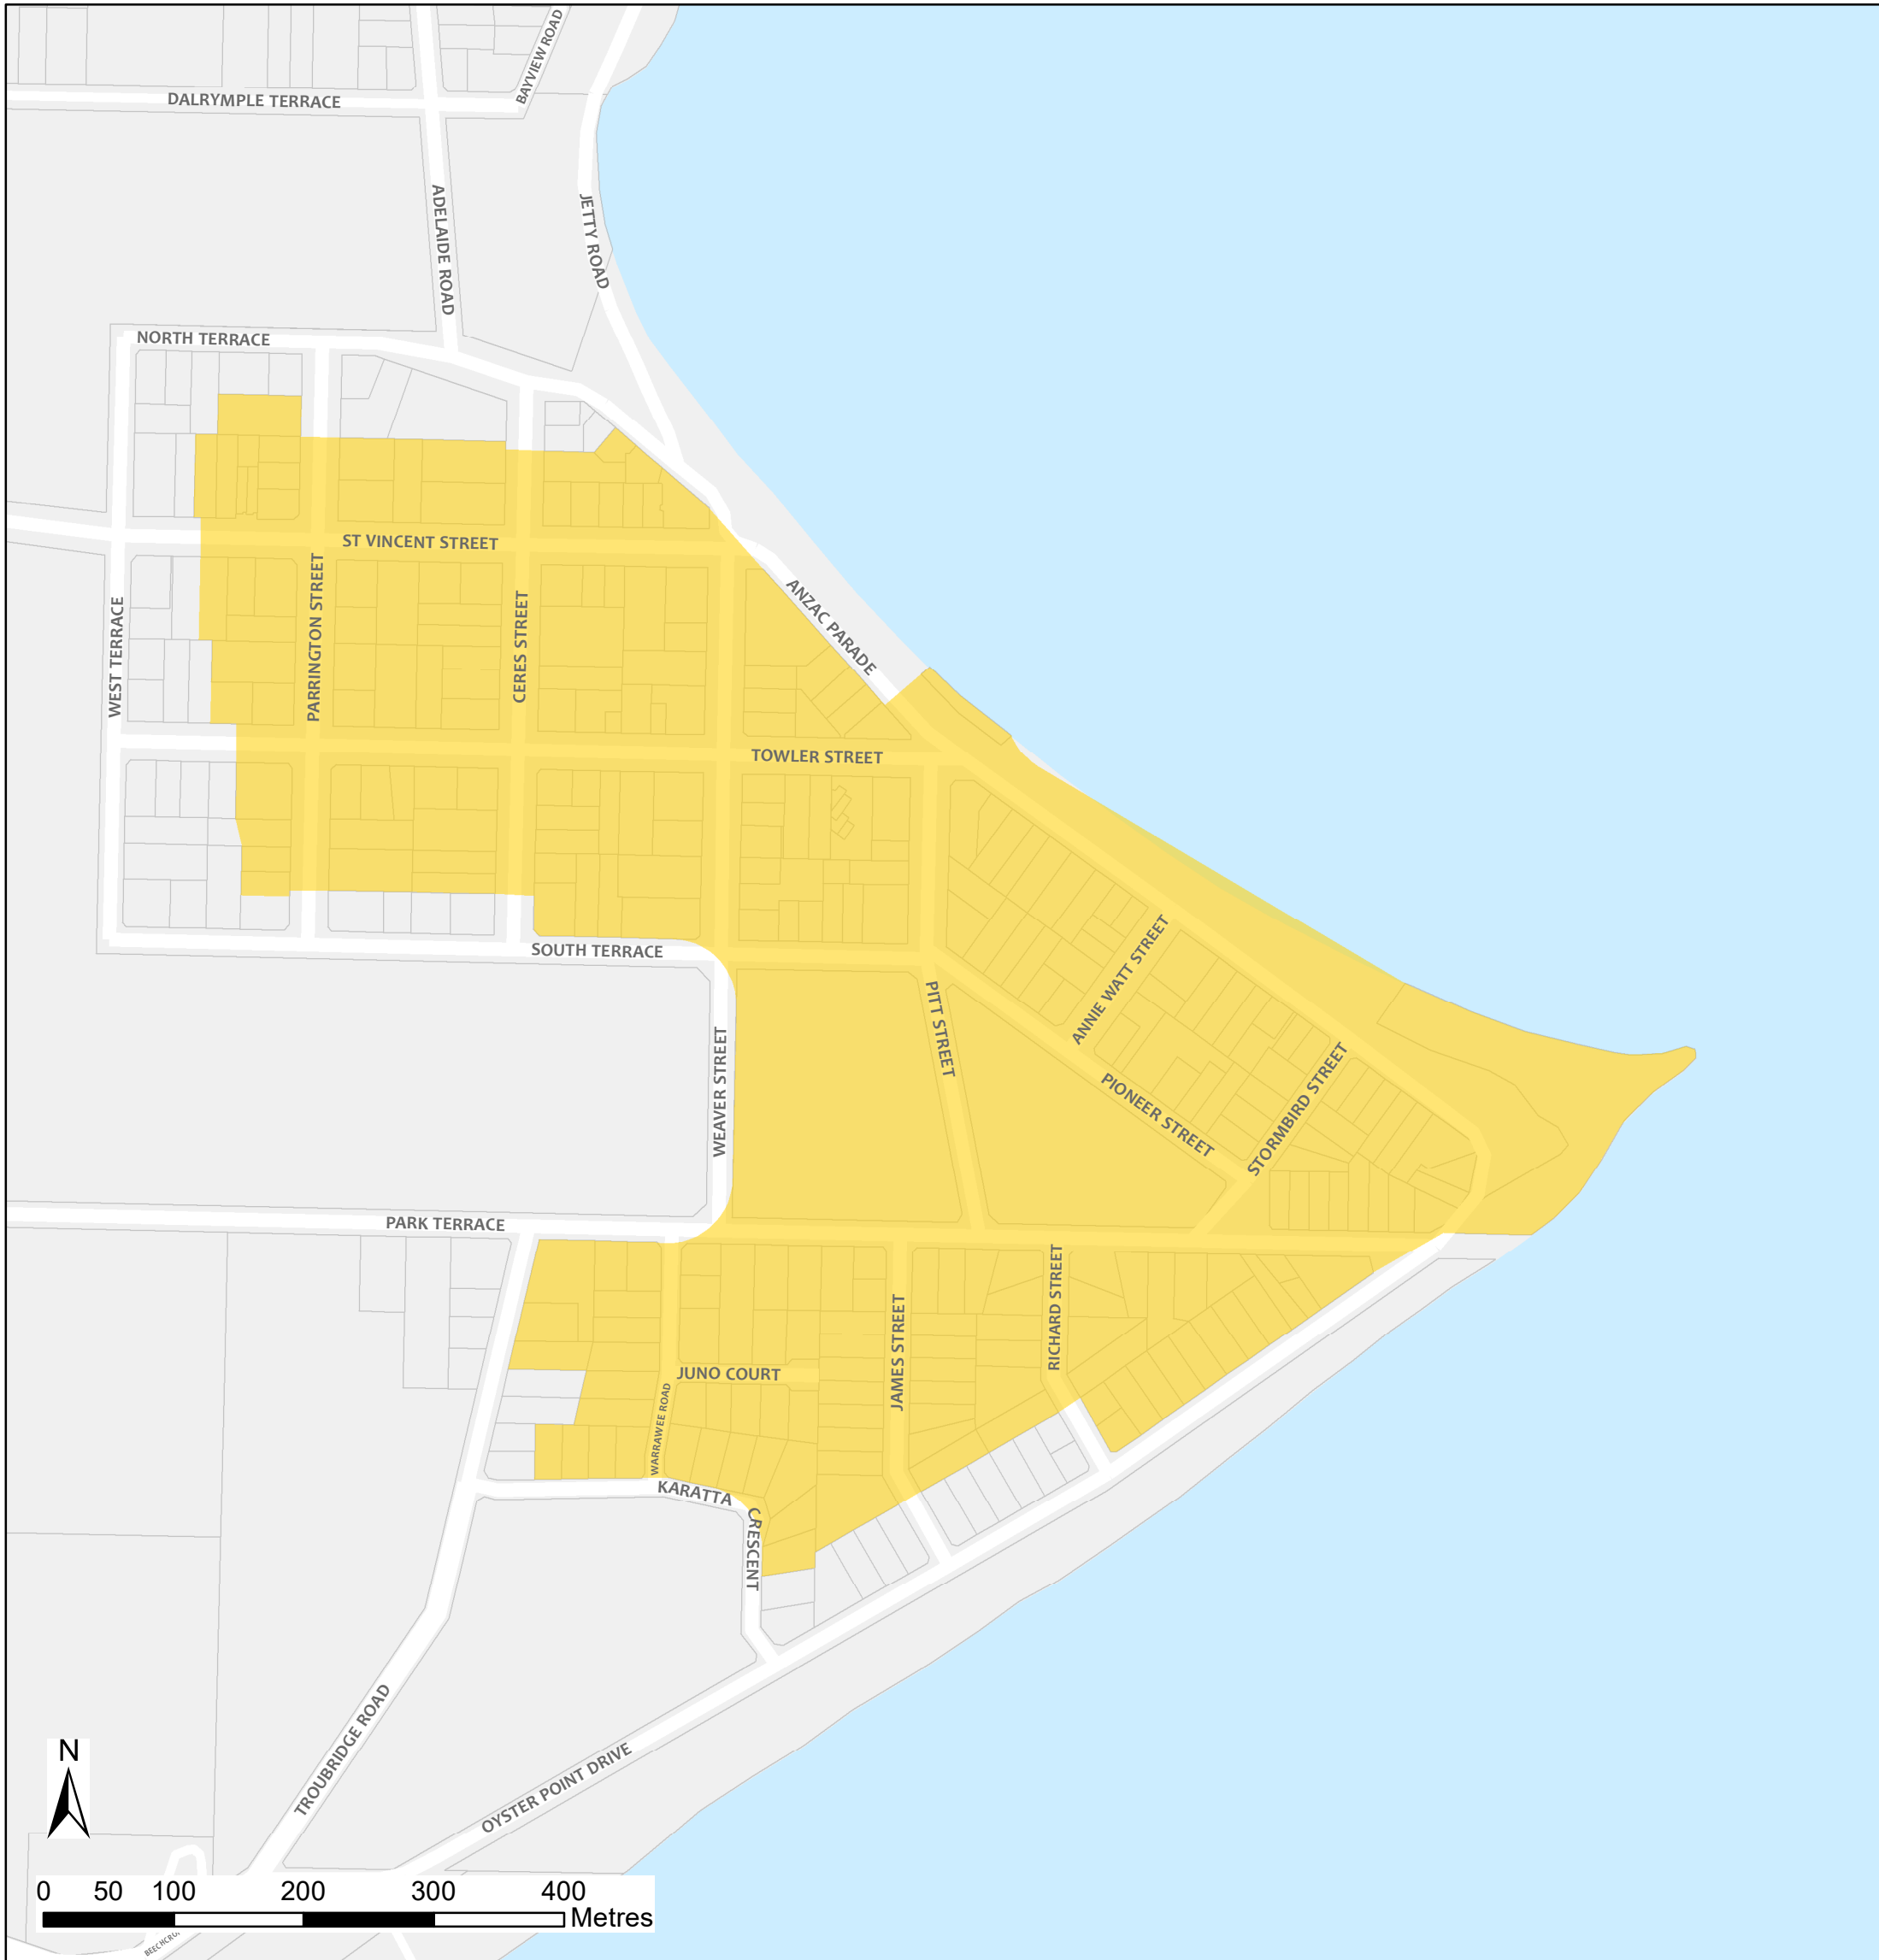 BAYVIEW ROAD
DALRYMPLE TERRACE
ADELAIDE ROAD
JETTY ROAD
NORTH TERRACE
ST VINCENT STREET
ANZAC PARADE
WEST TERRACE
PARRINGTON STREET
CERES STREET
TOWLER STREET
SOUTH TERRACE
ANNIE WATT STREET
PITT STREET
WEAVER STREET
PIONEER STREET
STORMBIRD STREET
PARK TERRACE
RICHARD STREET
JAMES STREET
JUNO COURT
WARRAWEE ROAD
KARATTA
CRESCENT
TROUBRIDGE ROAD
OYSTER POINT DRIVE
N
0 50 100 200 300 400
Metres